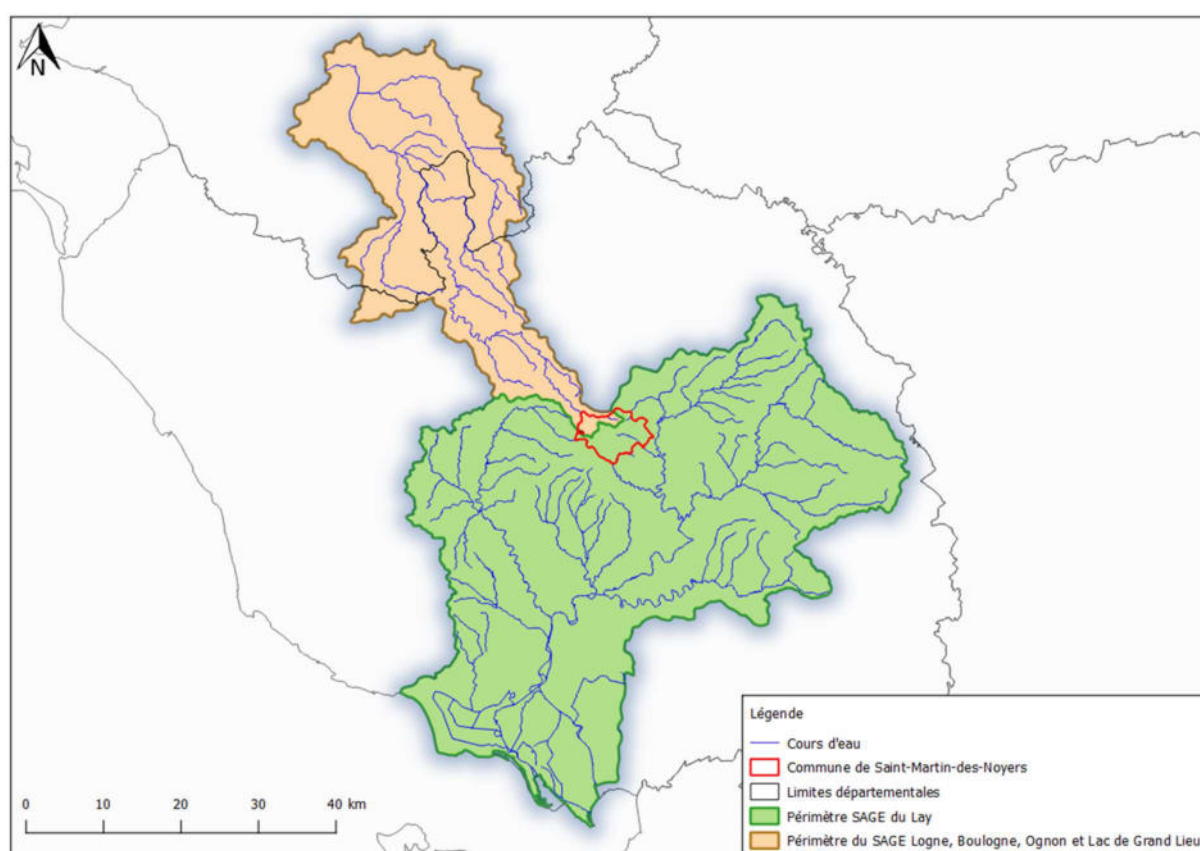 N
Légende
Cours d'eau
Commune de Saint-Martin-des-Noyers
Limites départementales
Périmètre SAGE du Lay
Périmètre du SAGE Logne, Boulogne, Ognon et Lac de Grand Lieu
0 10 20 30 40 km